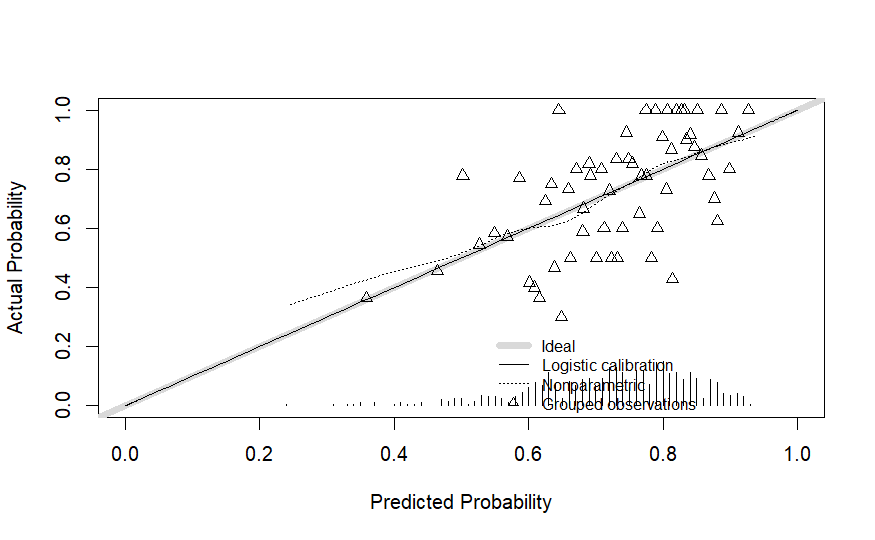 Actual Probability
1.0
0.8
0.6
0.4
0.2
0.0
Ideal
Logistic calibration
Nonparametric
Grouped observations
0.0 0.2 0.4 0.6 0.8 1.0
Predicted Probability